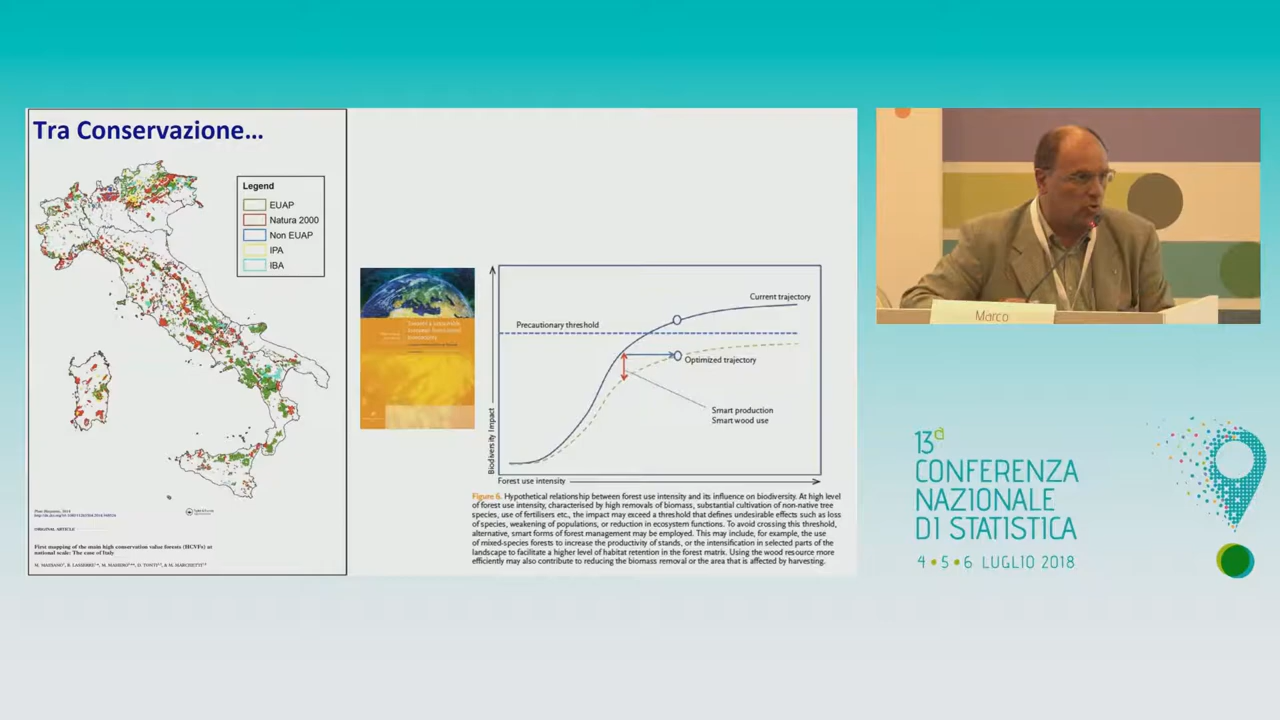 Tra Conservazione...
Legend
EUAP
Natura 2000
Non EUAP
IPA
IBA
ORIGINAL ARTICLE
First mapping of the main high conservation value forests (HCVFs) at
national scale: The case of Italy
Current trajectory
Precautionary threshold
Optimized trajectory
Smart production
Smart wood use
Biodiversity Impact
Forest use intensity
Figure 6. Hypothetical relationship between forest use intensity and its influence on biodiversity. At high level
of forest use intensity, characterised by high removals of biomass, substantial cultivation of non-native tree
species, use of fertilisers etc., the impact may exceed a threshold that defines undesirable effects such as loss
of species, weakening of populations, or reduction in ecosystem functions. To avoid crossing this threshold,
alternative, smart forms of forest management may be employed. This may include, for example, the use
of mixed-species forests to increase the productivity of stands, or the intensification in selected parts of the
landscape to facilitate a higher level of habitat retention in the forest matrix. Using the wood resource more
efficiently may also contribute to reducing the biomass removal or the area that is affected by harvesting.
Marco
13a
CONFERENZA
NAZIONALE
DI STATISTICA
4 • 5 • 6 LUGLIO 2018